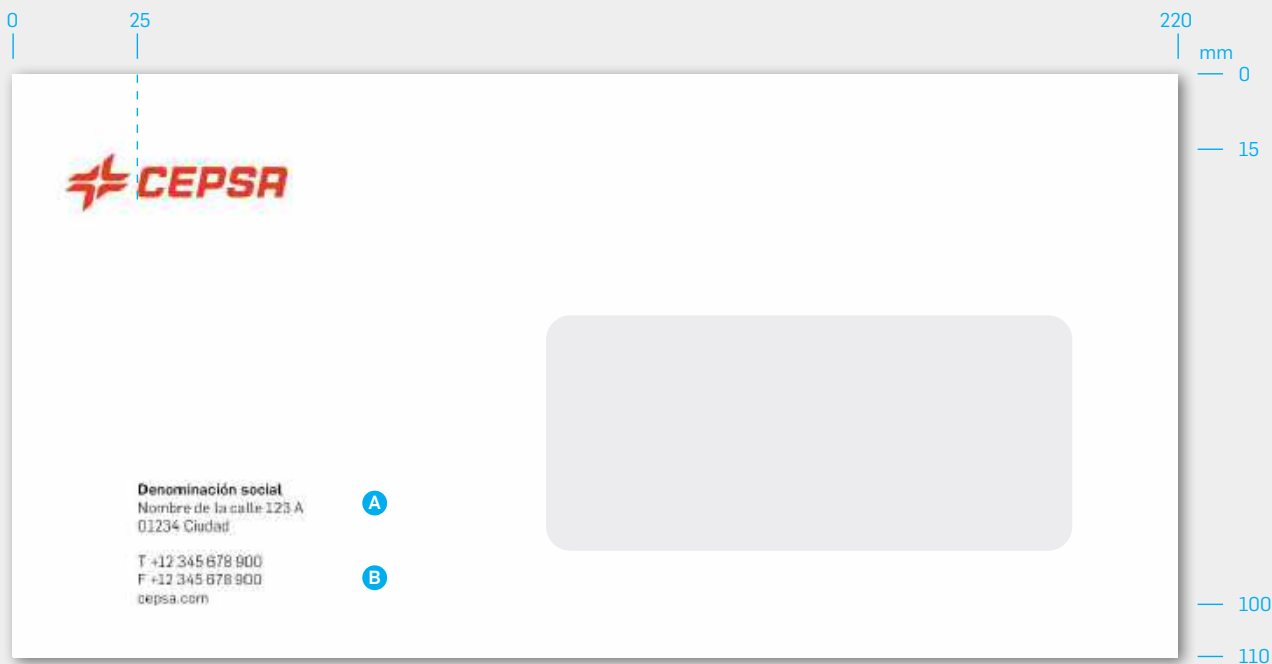 0
25
220
mm
0
15
CEPSA
Denominación social
Nombre de la calle 123 A
01234 Ciudad
A
T +12 345 678 900
F +12 345 678 900
cepsa.com
B
100
110